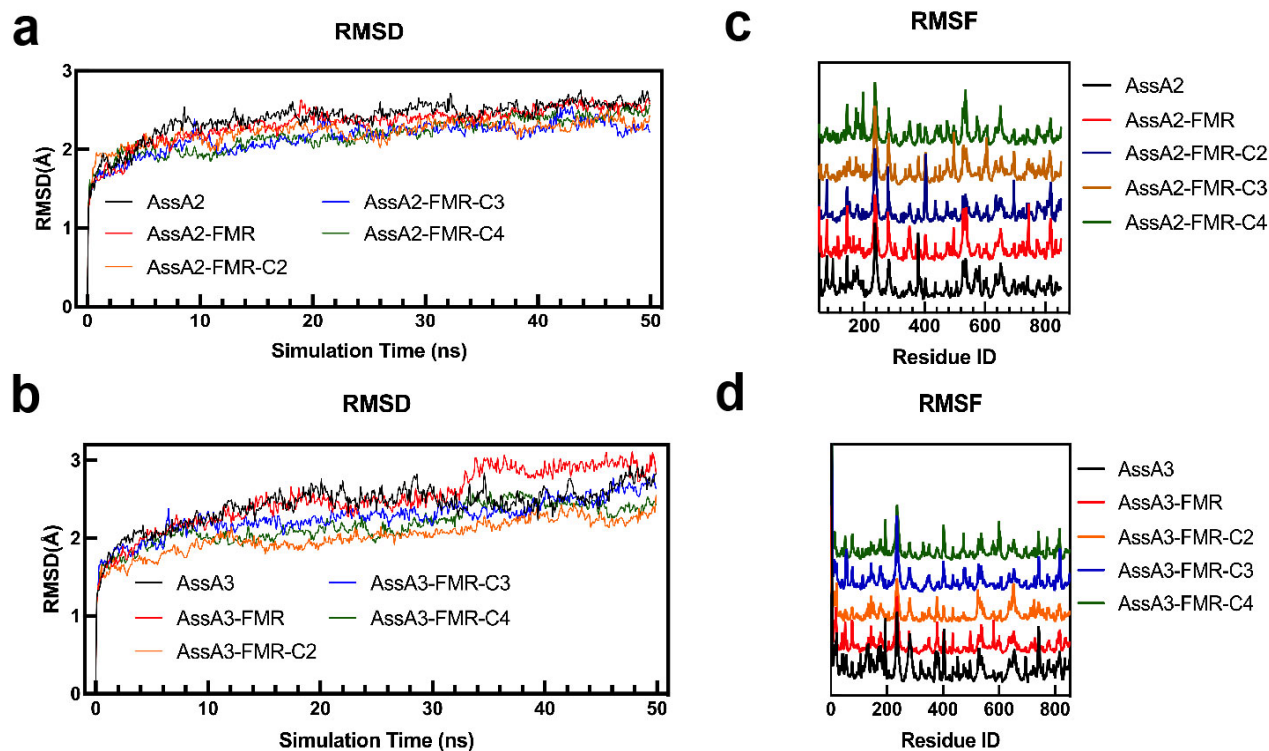 a
RMSD
RMSD(Å)
3
2
1
0
AssA2
AssA2-FMR
AssA2-FMR-C2
AssA2-FMR-C3
AssA2-FMR-C4
0 10 20 30 40 50
Simulation Time (ns)
c
RMSF
AssA2
AssA2-FMR
AssA2-FMR-C2
AssA2-FMR-C3
AssA2-FMR-C4
200 400 600 800
Residue ID
b
RMSD
RMSD(Å)
3
2
1
0
AssA3
AssA3-FMR
AssA3-FMR-C2
AssA3-FMR-C3
AssA3-FMR-C4
0 10 20 30 40 50
Simulation Time (ns)
d
RMSF
AssA3
AssA3-FMR
AssA3-FMR-C2
AssA3-FMR-C3
AssA3-FMR-C4
0 200 400 600 800
Residue ID